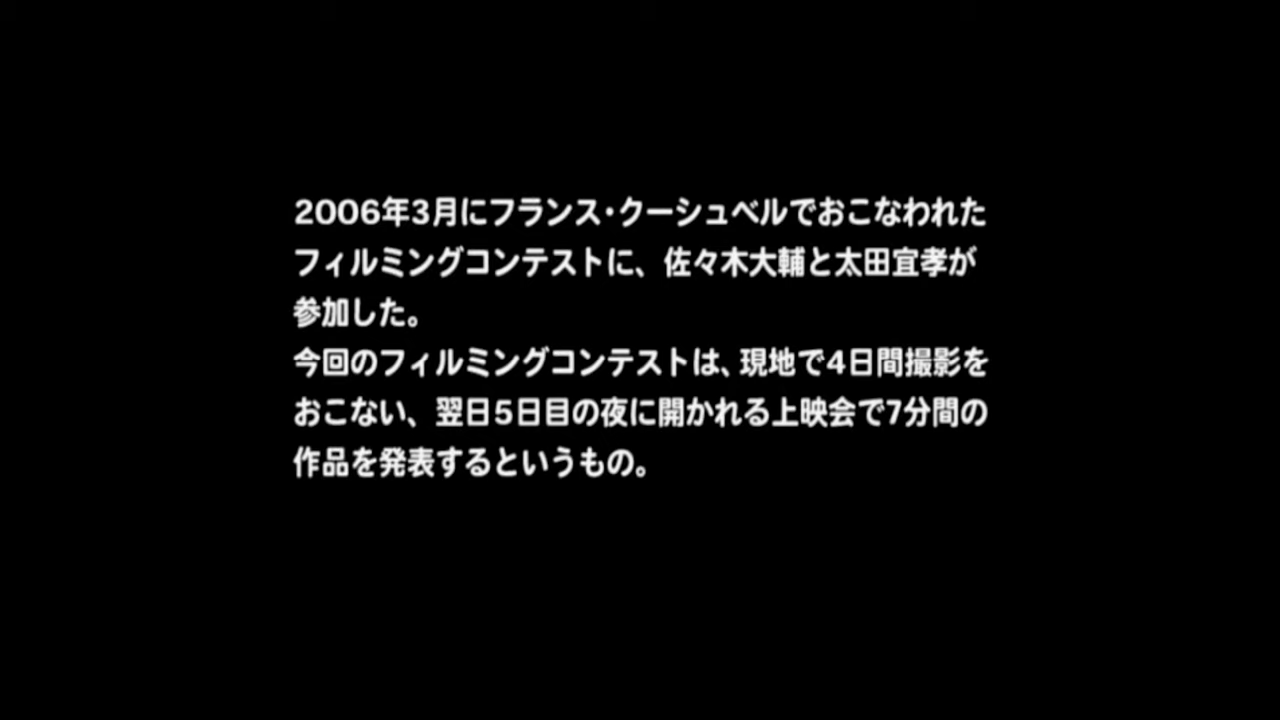 2006年3月にフランス・クーシュベルでおこなわれた
フィルミングコンテストに、佐々木大輔と太田宜孝が
参加した。
今回のフィルミングコンテストは、現地で4日間撮影を
おこない、翌日5日目の夜に開かれる上映会で7分間の
作品を発表するというもの。